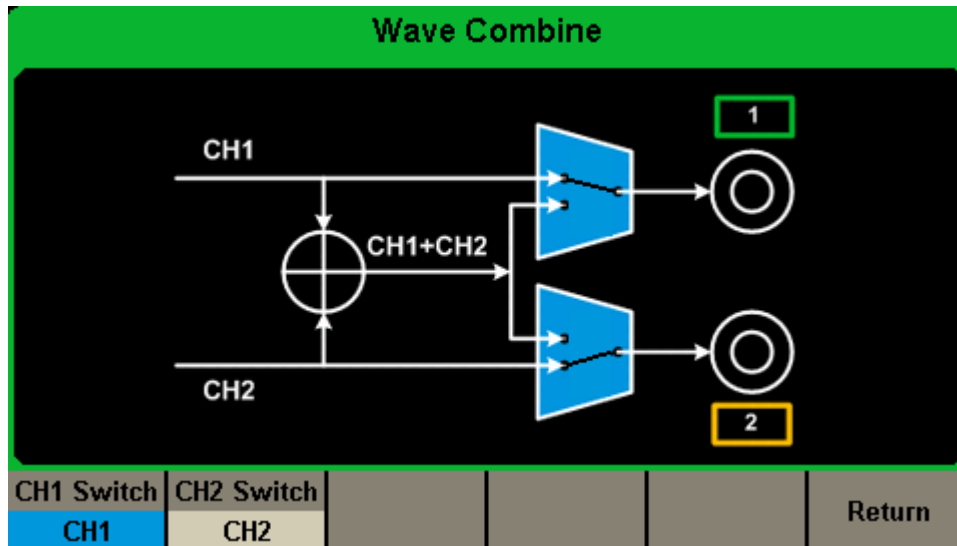 Wave Combine
1
CH1
CH1+CH2
CH2
2
CH1 Switch CH2 Switch
CH1 CH2
Return